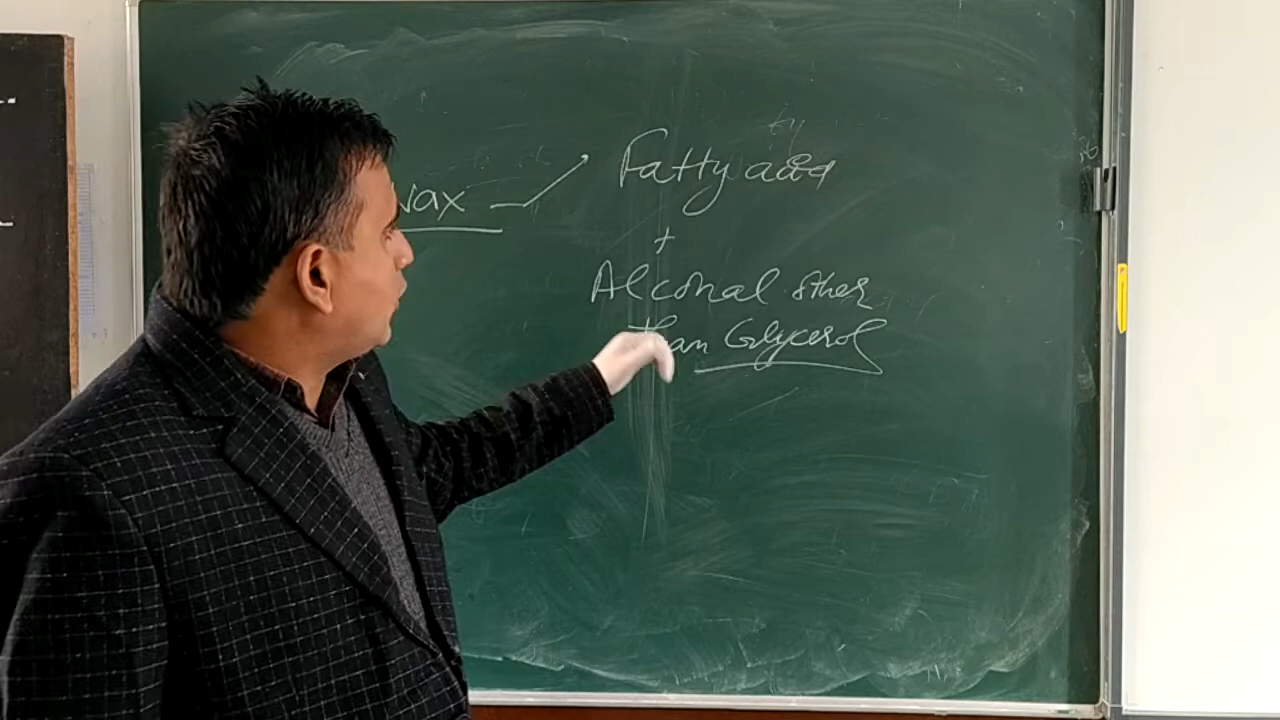 Wax → Fatty acid
+
Alcohal other
than Glycerol